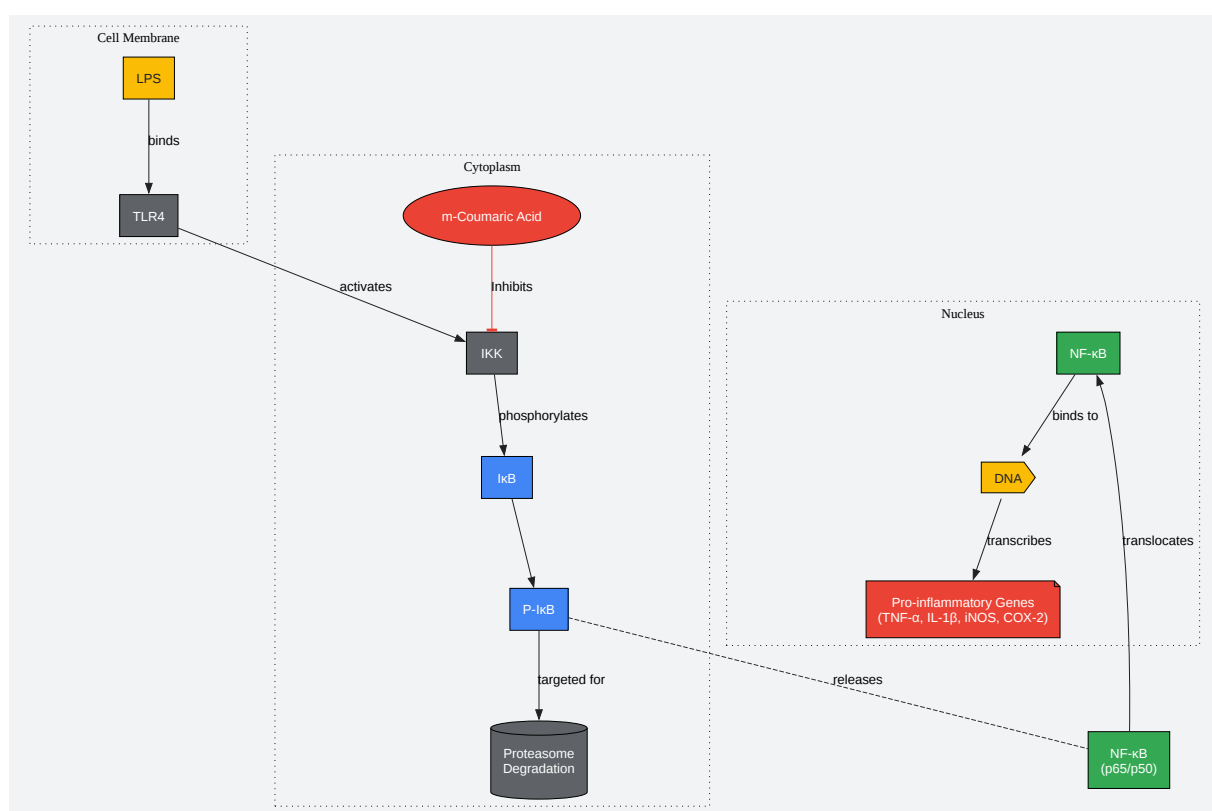 Cell Membrane
LPS
binds
TLR4
activates
Cytoplasm
m-Coumaric Acid
Inhibits
IKK
phosphorylates
IκB
P-IκB
targeted for
Proteasome
Degradation
releases
Nucleus
NF-κB
binds to
DNA
transcribes
translocates
Pro-inflammatory Genes
(TNF-α, IL-1β, iNOS, COX-2)
NF-κB
(p65/p50)